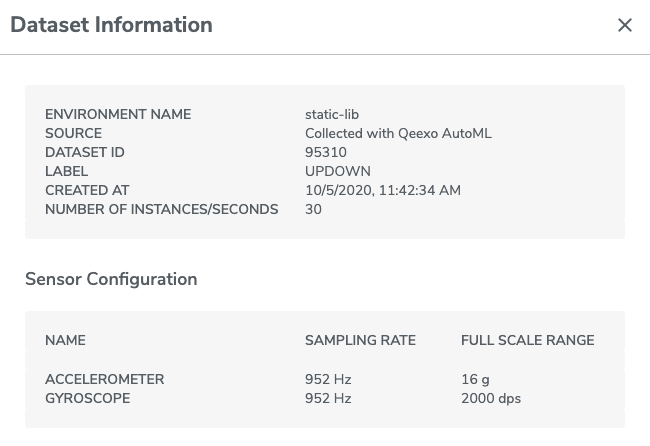 Dataset Information
ENVIRONMENT NAME static-lib
SOURCE Collected with Qeexo AutoML
DATASET ID 95310
LABEL UPDOWN
CREATED AT 10/5/2020, 11:42:34 AM
NUMBER OF INSTANCES/SECONDS 30
Sensor Configuration
NAME SAMPLING RATE FULL SCALE RANGE
ACCELEROMETER 952 Hz 16 g
GYROSCOPE 952 Hz 2000 dps